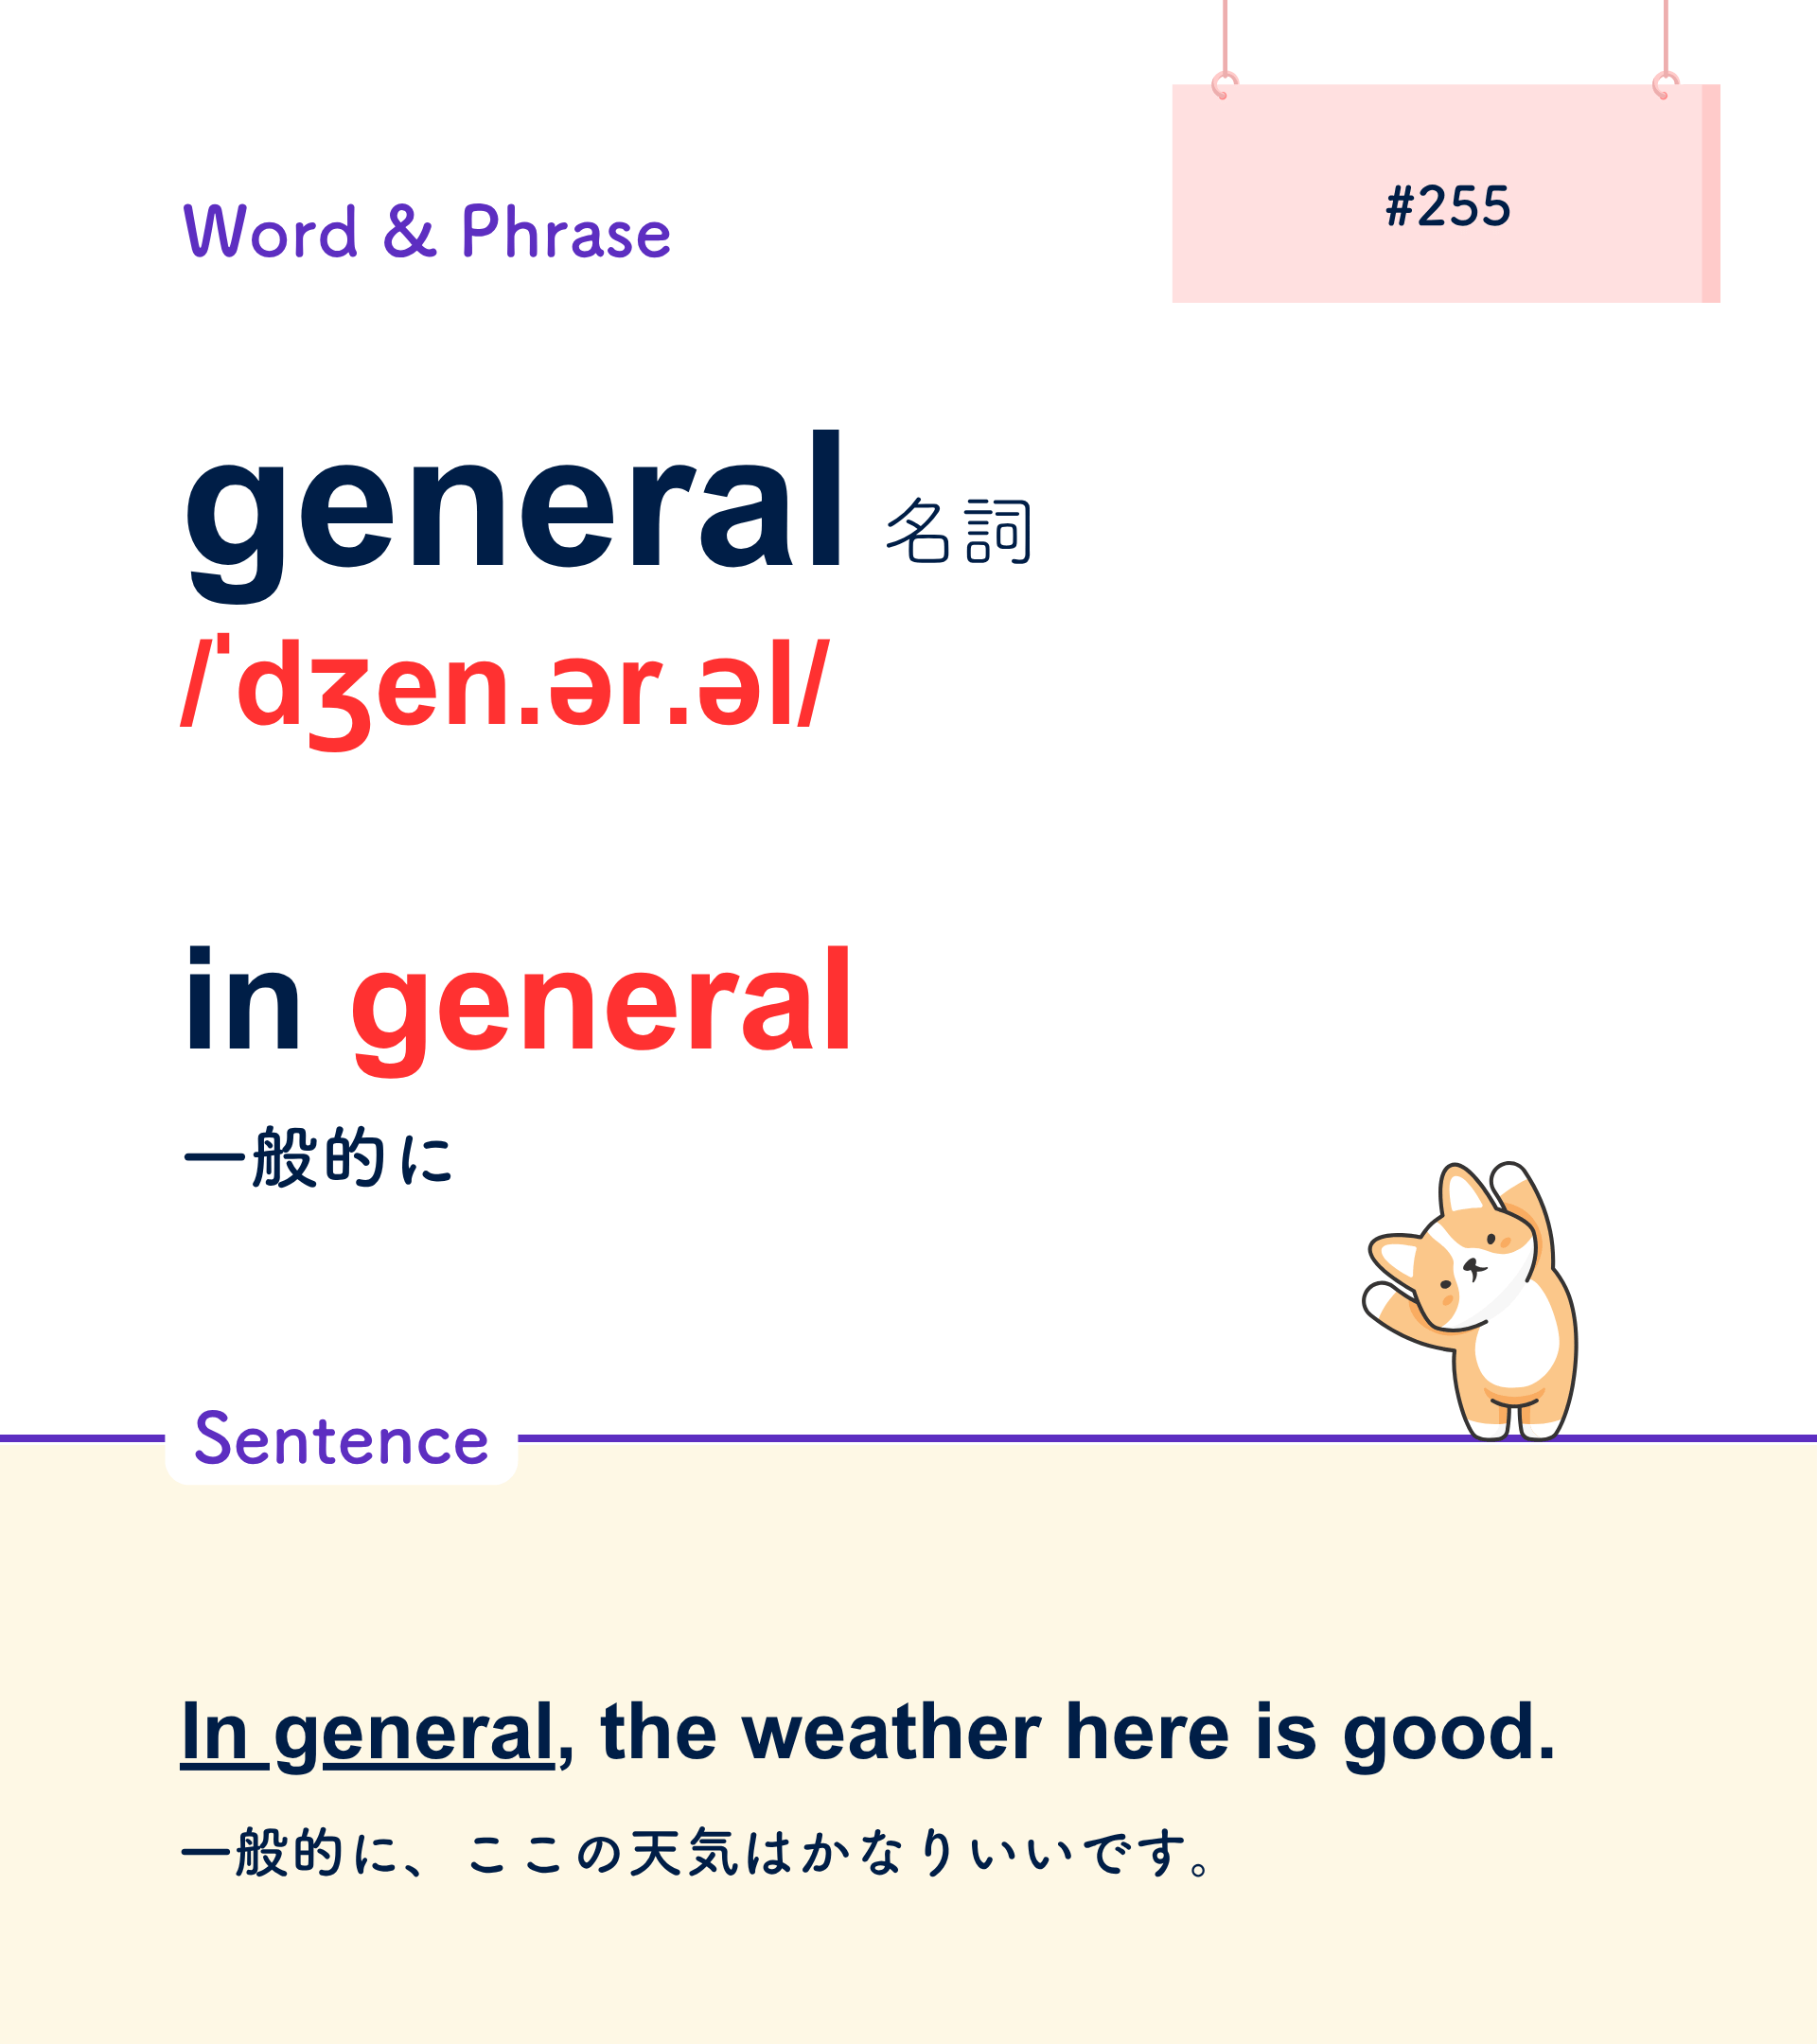 #255
Word & Phrase
general 名詞
/ˈdʒen.ər.əl/
in general
一般的に
Sentence
In general, the weather here is good.
一般的に、ここの天気はかなりいいです。